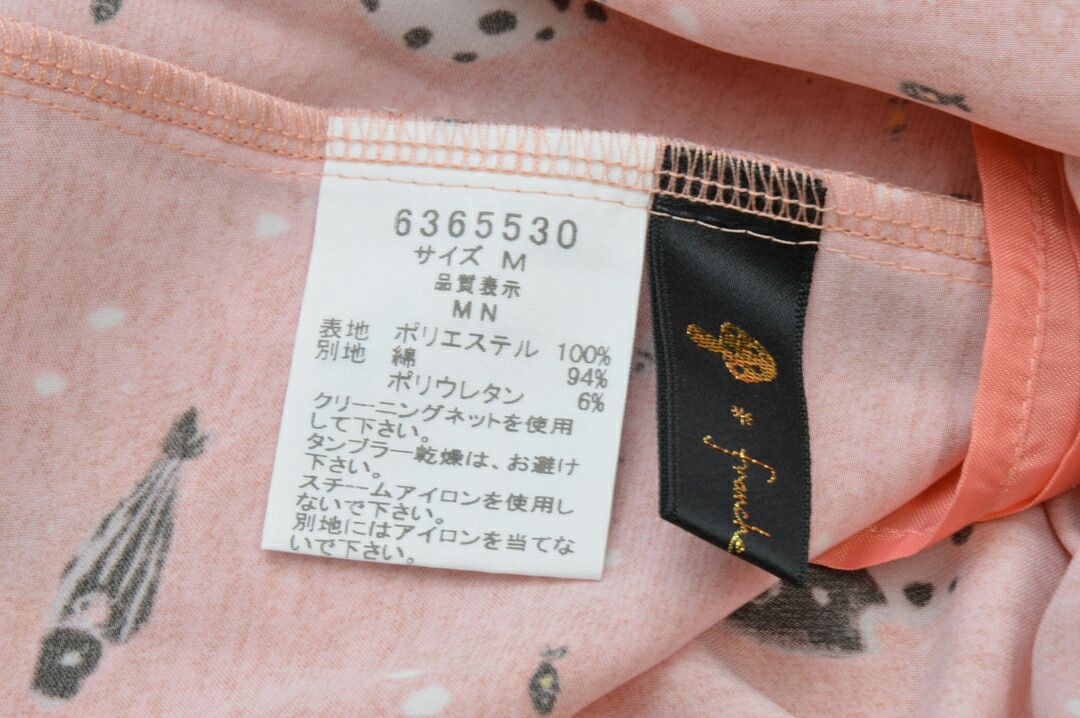 6365530
サイズ M
品質表示
MN
表地 ポリエステル 100%
別地 綿 94%
ポリウレタン 6%
クリーニングネットを使用
して下さい。
タンブラー乾燥は、お避け
下さい。
スチームアイロンを使用し
ないで下さい。
別地にはアイロンを当てな
いで下さい。
franche